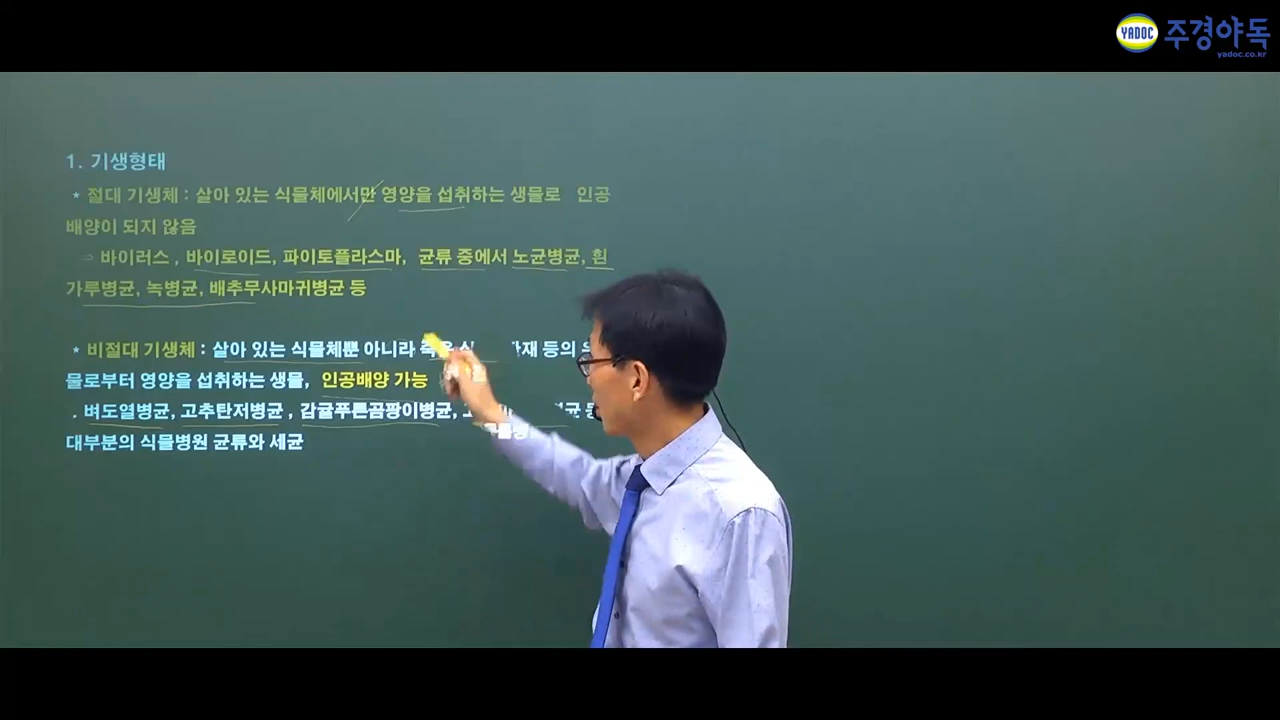 YADOC 주경야독
yadoc.co.kr
1. 기생형태
* 절대 기생체 : 살아 있는 식물체에서만 영양을 섭취하는 생물로 인공
배양이 되지 않음
⇒ 바이러스 , 바이로이드, 파이토플라스마, 균류 중에서 노균병균, 흰
가루병균, 녹병균, 배추무사마귀병균 등
* 비절대 기생체 : 살아 있는 식물체뿐 아니라 죽은 등의
물로부터 영양을 섭취하는 생물, 인공배양 가능
. 벼도열병균, 고추탄저병균 , 감귤푸른곰팡이병균,
대부분의 식물병원 균류와 세균